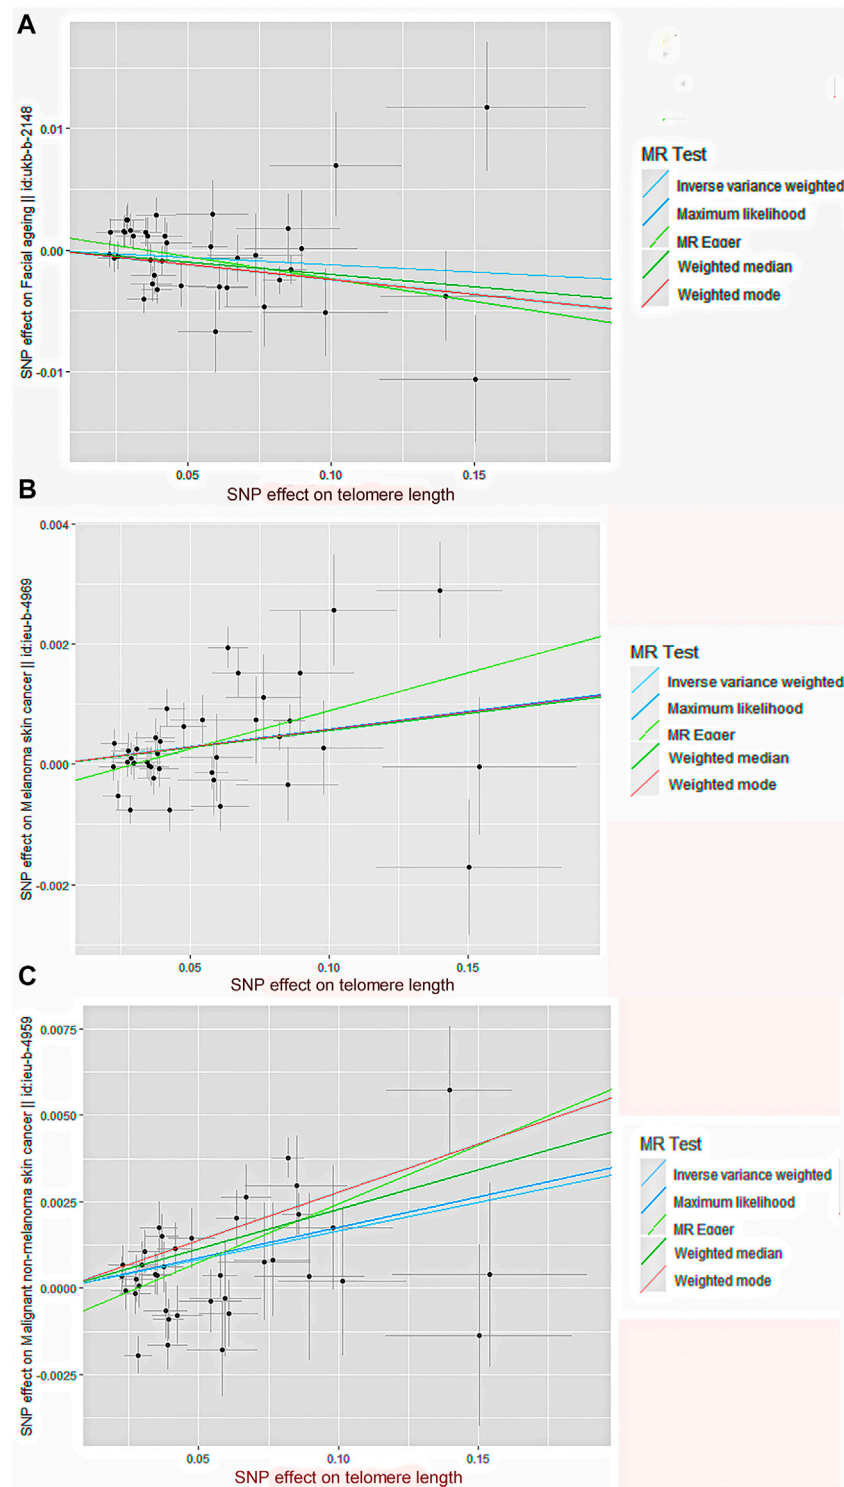 A
SNP effect on Facial ageing || id:ukb-b-2148
0.01
0.00
-0.01
0.05 0.10 0.15
SNP effect on telomere length
MR Test
Inverse variance weighted
Maximum likelihood
MR Egger
Weighted median
Weighted mode
B
SNP effect on Melanoma skin cancer || id:ieu-b-4969
0.004
0.002
0.000
-0.002
0.05 0.10 0.15
SNP effect on telomere length
MR Test
Inverse variance weighted
Maximum likelihood
MR Egger
Weighted median
Weighted mode
C
SNP effect on Malignant non-melanoma skin cancer || id:ieu-b-4959
0.0075
0.0050
0.0025
0.0000
-0.0025
0.05 0.10 0.15
SNP effect on telomere length
MR Test
Inverse variance weighted
Maximum likelihood
MR Egger
Weighted median
Weighted mode